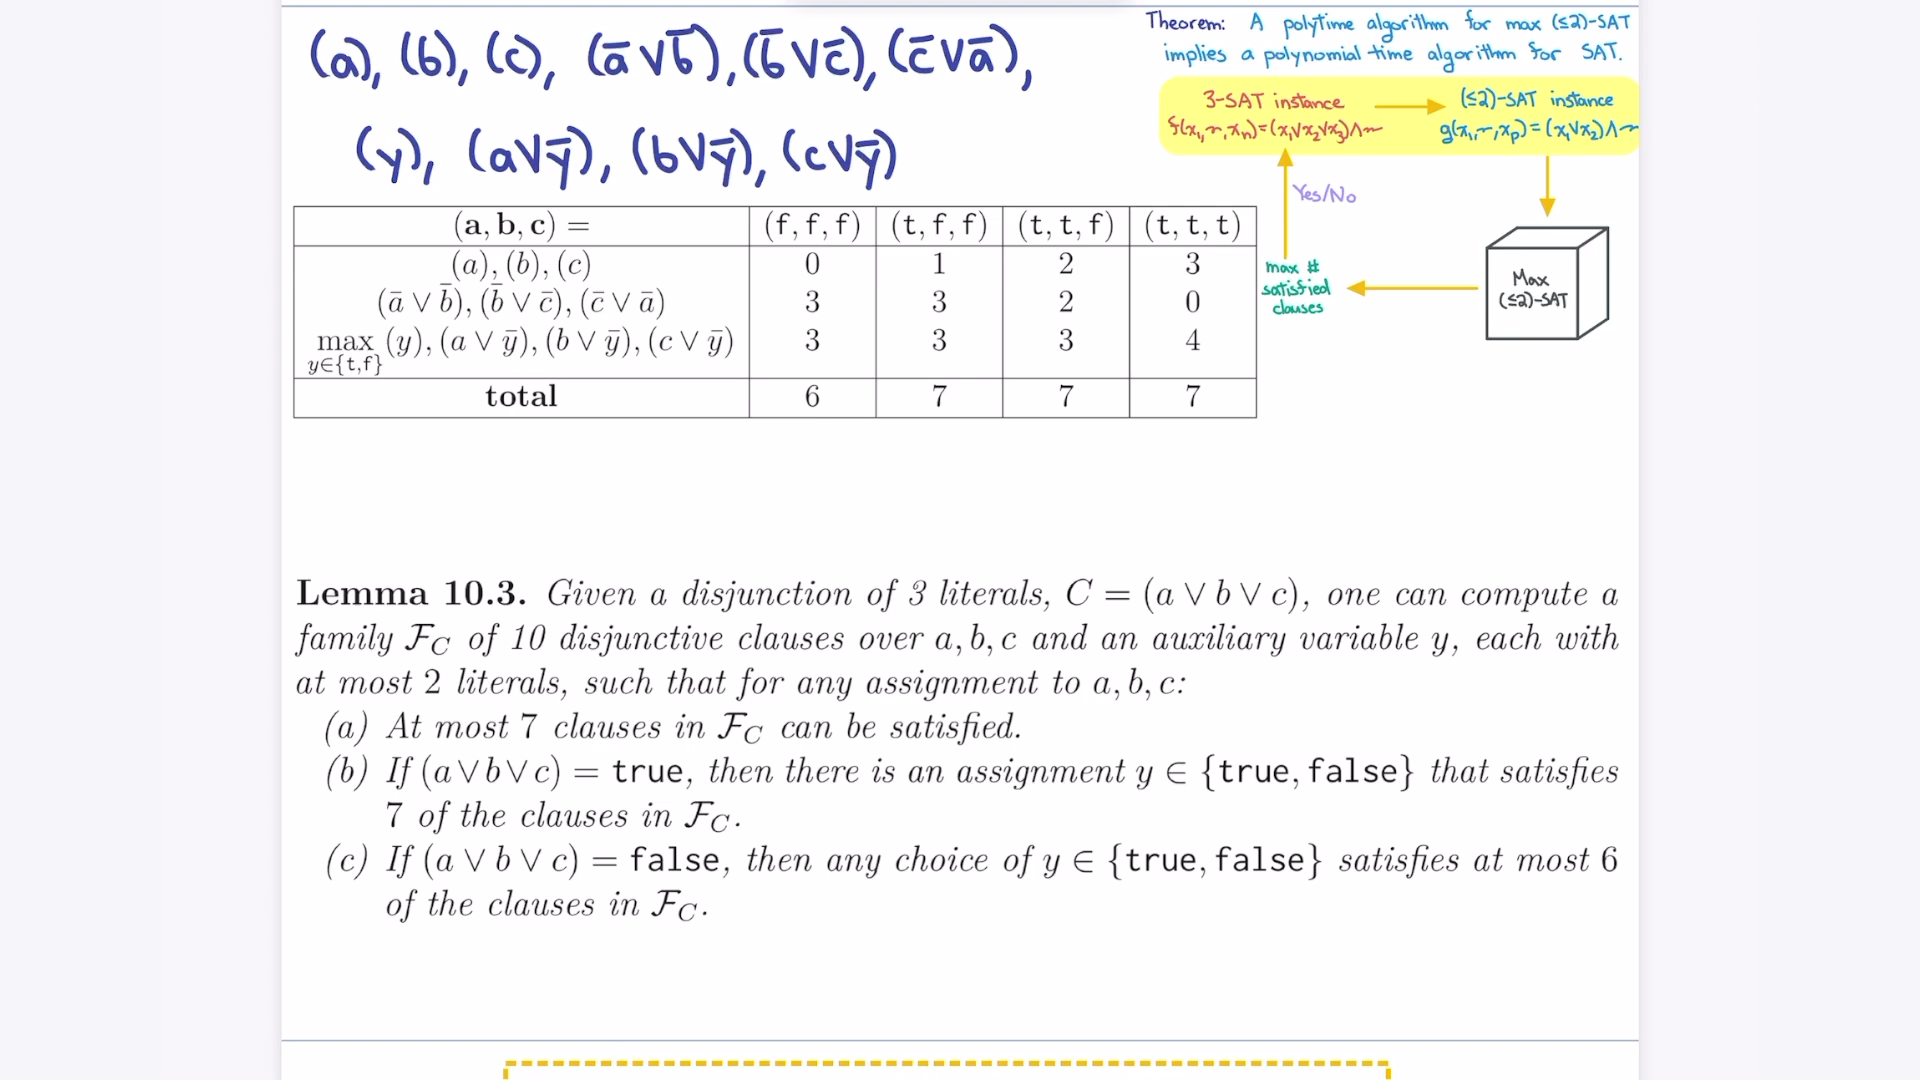 (a), (b), (c), (ā ∨ b̄), (b̄ ∨ c̄), (c̄ ∨ ā),
(y), (a ∨ ȳ), (b ∨ ȳ), (c ∨ ȳ)
Theorem: A polytime algorithm for max (≤2)-SAT
implies a polynomial time algorithm for SAT.
3-SAT instance
f(x₁,~,xₙ)=(x₁∨x₂∨x₃)∧~
(≤2)-SAT instance
g(x₁,~,xₚ)=(x₁∨x₂)∧~
Yes/No
max #
satisfied
clauses
Max
(≤2)-SAT
(a, b, c) = (f, f, f) (t, f, f) (t, t, f) (t, t, t)
(a), (b), (c) 0 1 2 3
(ā ∨ b̄), (b̄ ∨ c̄), (c̄ ∨ ā) 3 3 2 0
max (y), (a ∨ ȳ), (b ∨ ȳ), (c ∨ ȳ) 3 3 3 4
y∈{t,f}
total 6 7 7 7
Lemma 10.3. Given a disjunction of 3 literals, C = (a ∨ b ∨ c), one can compute a
family ℱ_C of 10 disjunctive clauses over a, b, c and an auxiliary variable y, each with
at most 2 literals, such that for any assignment to a, b, c:
(a) At most 7 clauses in ℱ_C can be satisfied.
(b) If (a∨b∨c) = true, then there is an assignment y ∈ {true, false} that satisfies
7 of the clauses in ℱ_C.
(c) If (a ∨ b ∨ c) = false, then any choice of y ∈ {true, false} satisfies at most 6
of the clauses in ℱ_C.